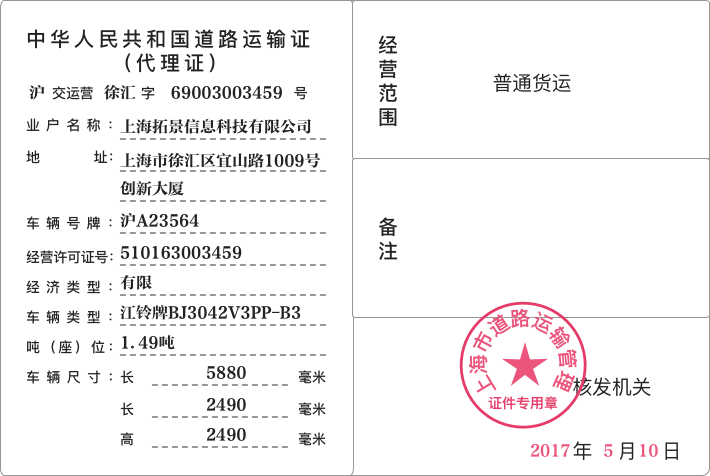 中华人民共和国道路运输证
（代理证）
沪 交运营 徐汇 字 69003003459 号
业户名称：上海拓景信息科技有限公司
地 址：上海市徐汇区宜山路1009号
创新大厦
车辆号牌：沪A23564
经营许可证号：510163003459
经济类型：有限
车辆类型：江铃牌BJ3042V3PP-B3
吨（座）位：1.49吨
车辆尺寸：长 5880 毫米
长 2490 毫米
高 2490 毫米
经营范围
普通货运
备注
上海市道路运输管理
证件专用章
核发机关
2017年 5 月10日